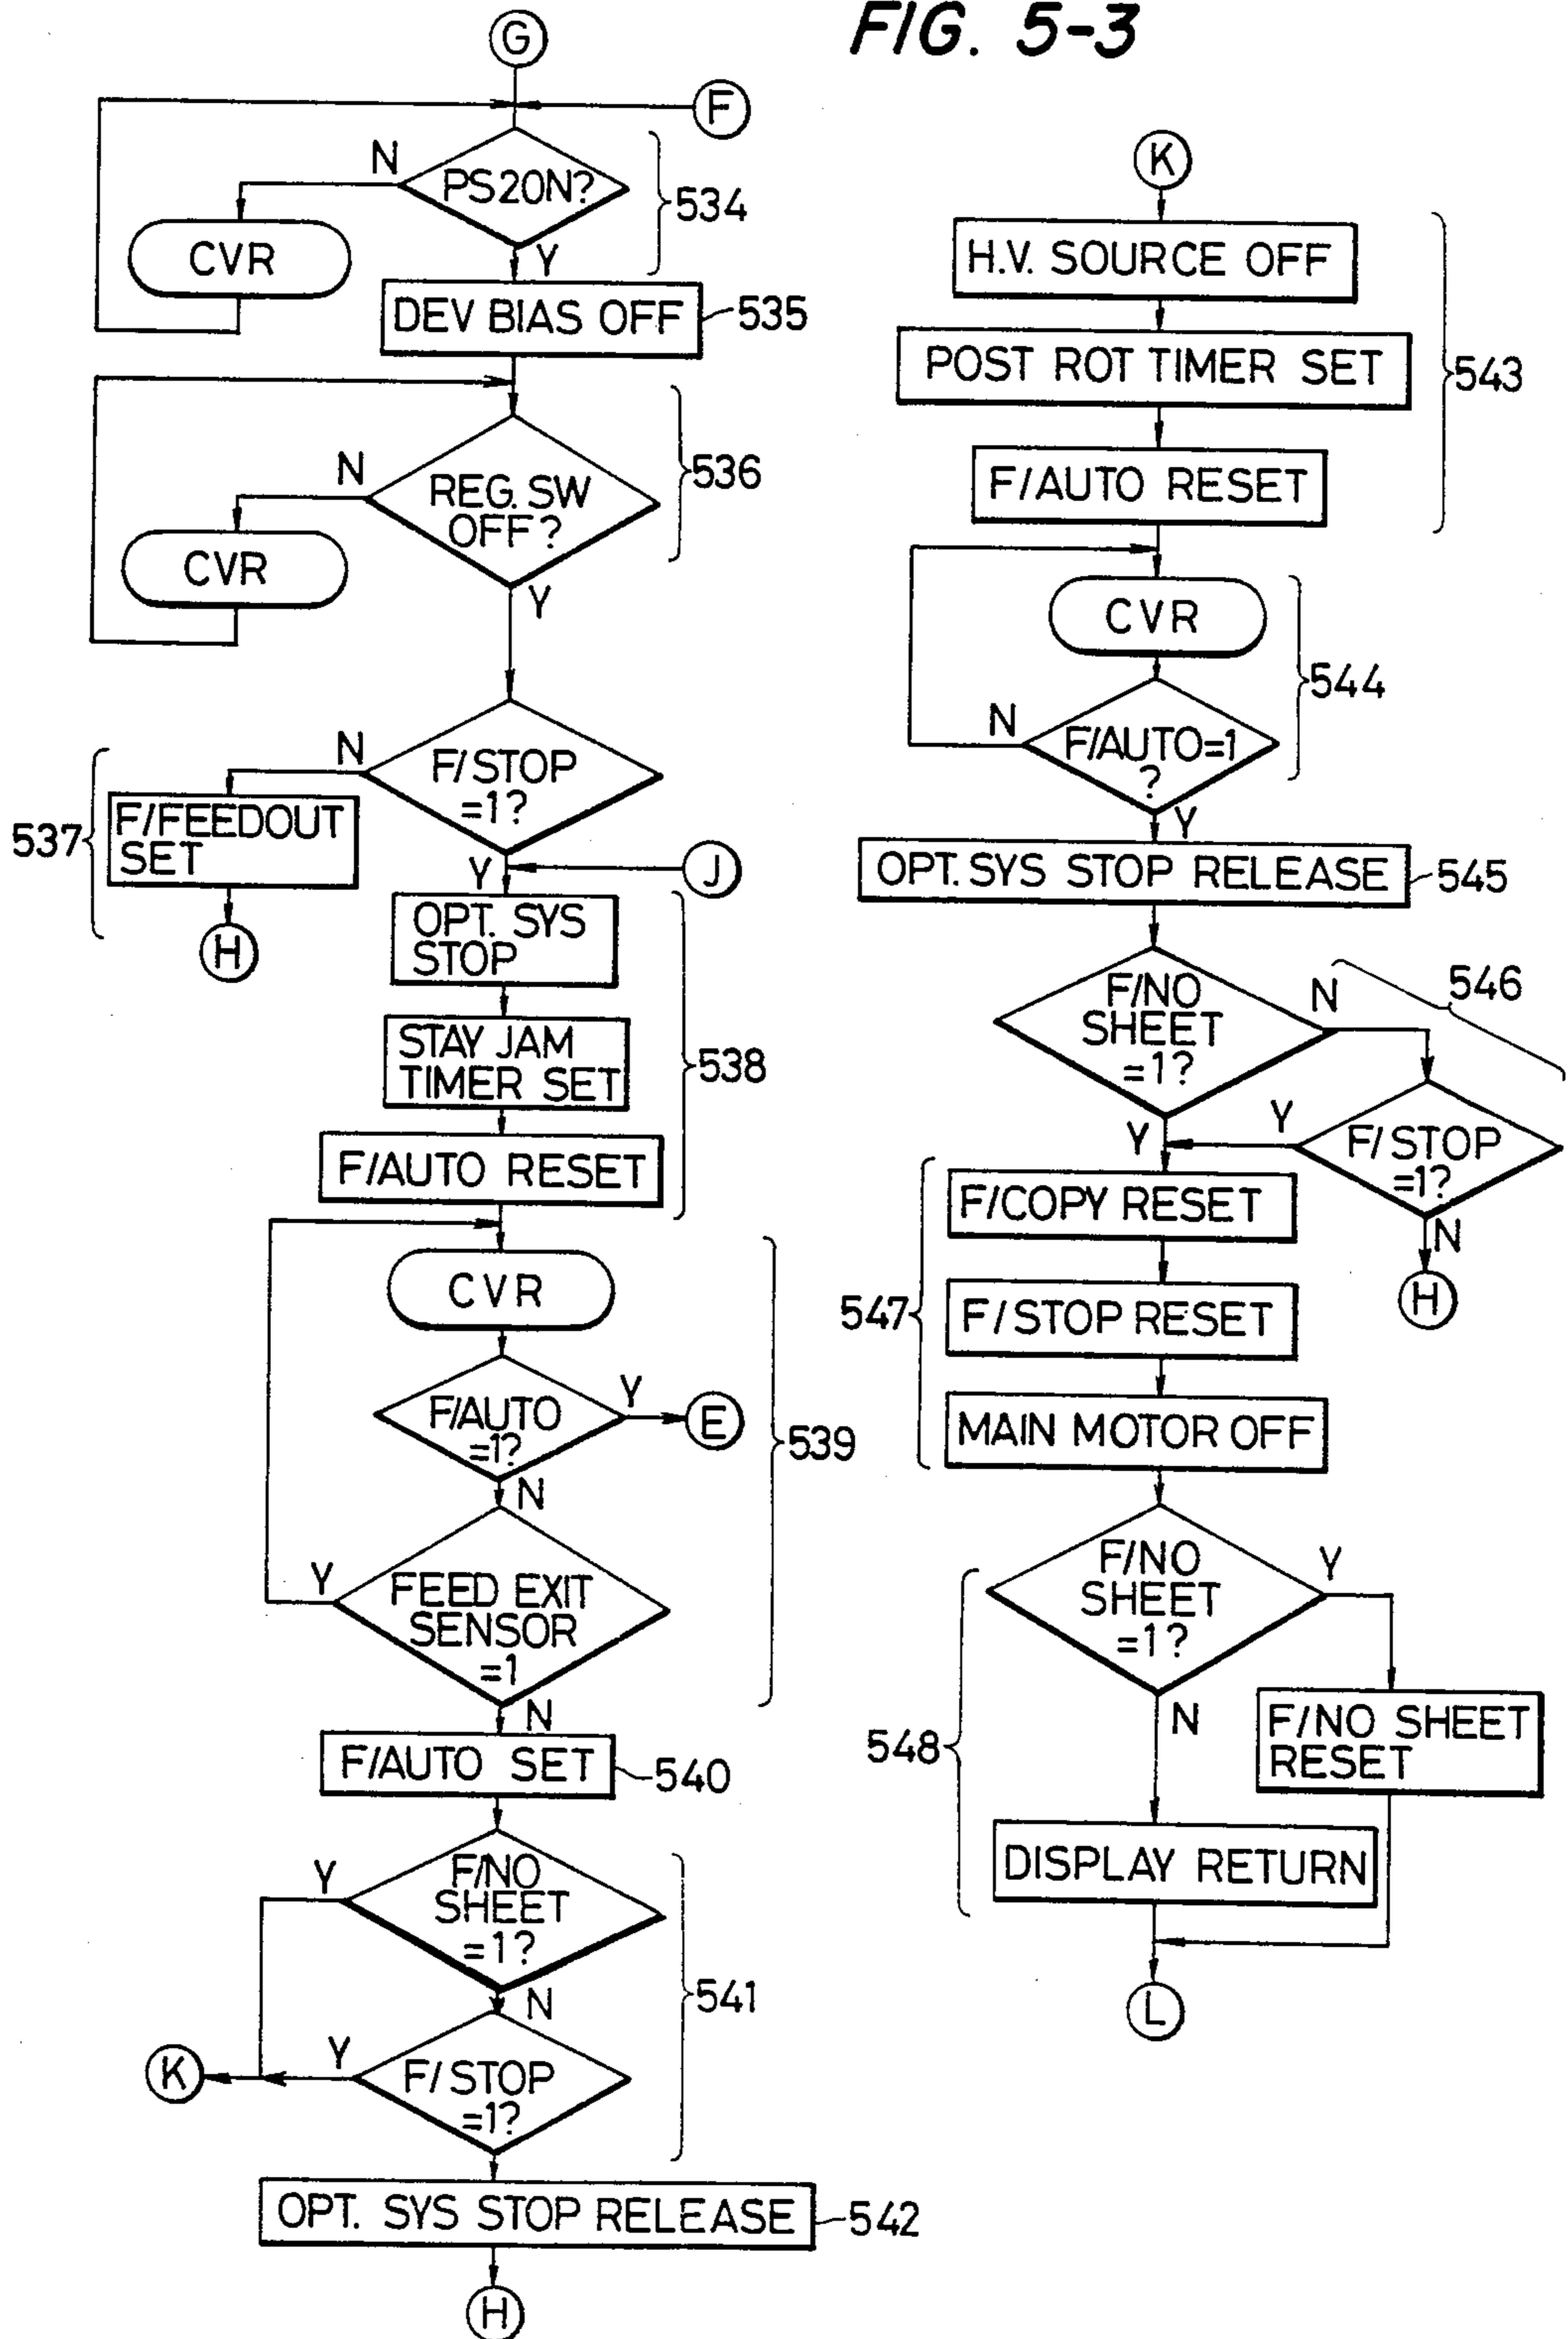 FIG. 5-3
G
F
N
PS2ON?
534
Y
CVR
DEV BIAS OFF
535
N
REG. SW
OFF?
536
CVR
Y
N
F/STOP
=1?
537
F/FEEDOUT
SET
H
Y
J
OPT. SYS
STOP
STAY JAM
TIMER SET
538
F/AUTO RESET
CVR
F/AUTO
=1?
Y
E
539
N
Y
FEED EXIT
SENSOR
=1
N
F/AUTO SET
540
Y
F/NO
SHEET
=1?
541
N
K
Y
F/STOP
=1?
OPT. SYS STOP RELEASE
542
H
K
H.V. SOURCE OFF
POST ROT TIMER SET
543
F/AUTO RESET
CVR
544
N
F/AUTO=1
?
Y
OPT. SYS STOP RELEASE
545
F/NO
SHEET
=1?
N
546
Y
Y
F/STOP
=1?
N
H
F/COPY RESET
547
F/STOP RESET
MAIN MOTOR OFF
F/NO
SHEET
=1?
Y
548
N
F/NO SHEET
RESET
DISPLAY RETURN
L